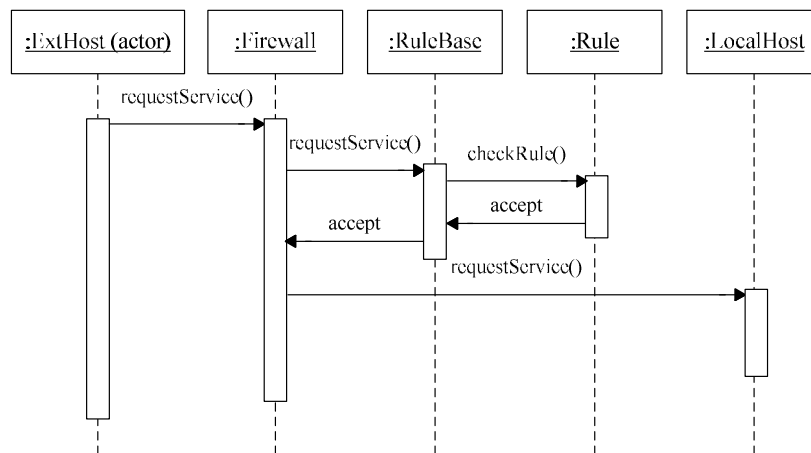 :ExtHost (actor)
:Firewall
:RuleBase
:Rule
:LocalHost
requestService()
requestService()
checkRule()
accept
accept
requestService()